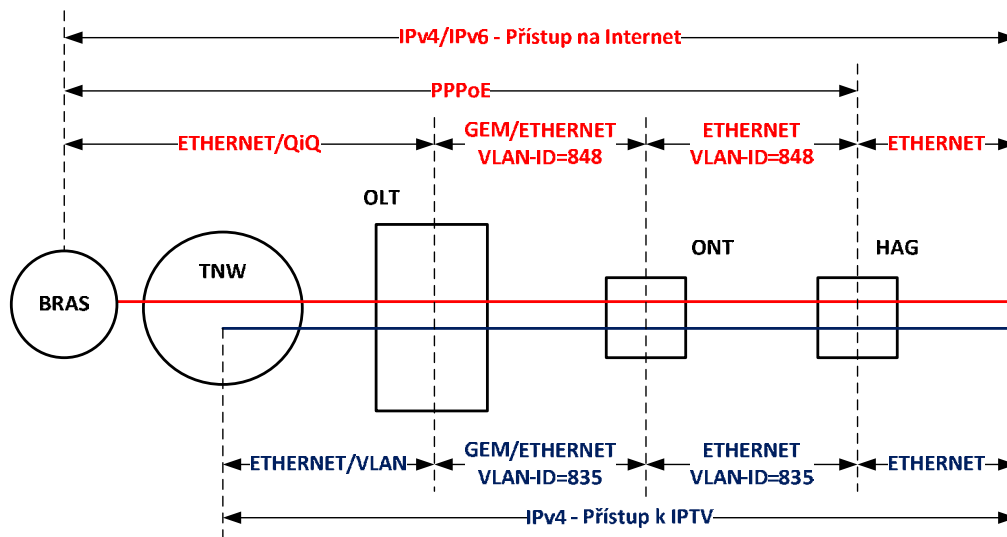 IPv4/IPv6 - Přístup na Internet
PPPoE
ETHERNET/QiQ
GEM/ETHERNET
VLAN-ID=848
ETHERNET
VLAN-ID=848
ETHERNET
OLT
TNW
ONT
HAG
BRAS
ETHERNET/VLAN
GEM/ETHERNET
VLAN-ID=835
ETHERNET
VLAN-ID=835
ETHERNET
IPv4 - Přístup k IPTV